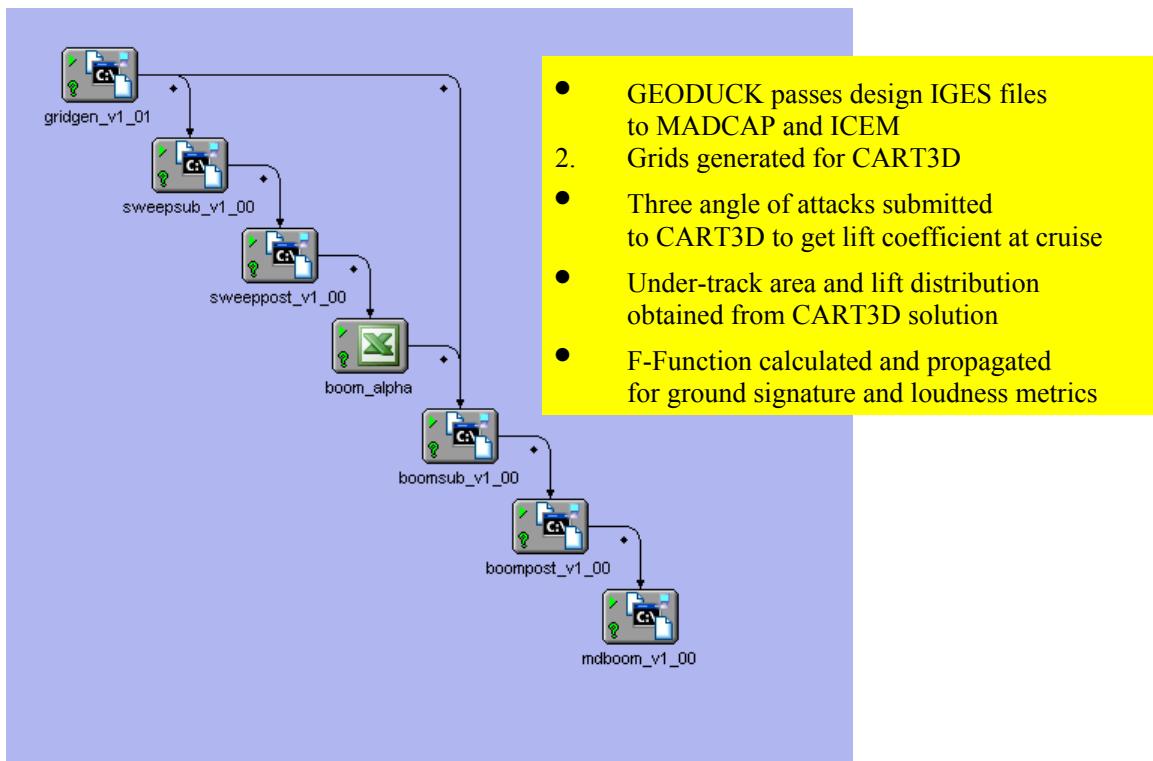 gridgen_v1_01
sweepsub_v1_00
sweeppost_v1_00
boom_alpha
boomsub_v1_00
boompost_v1_00
mdboom_v1_00
• GEODUCK passes design IGES files
to MADCAP and ICEM
2. Grids generated for CART3D
• Three angle of attacks submitted
to CART3D to get lift coefficient at cruise
• Under-track area and lift distribution
obtained from CART3D solution
• F-Function calculated and propagated
for ground signature and loudness metrics